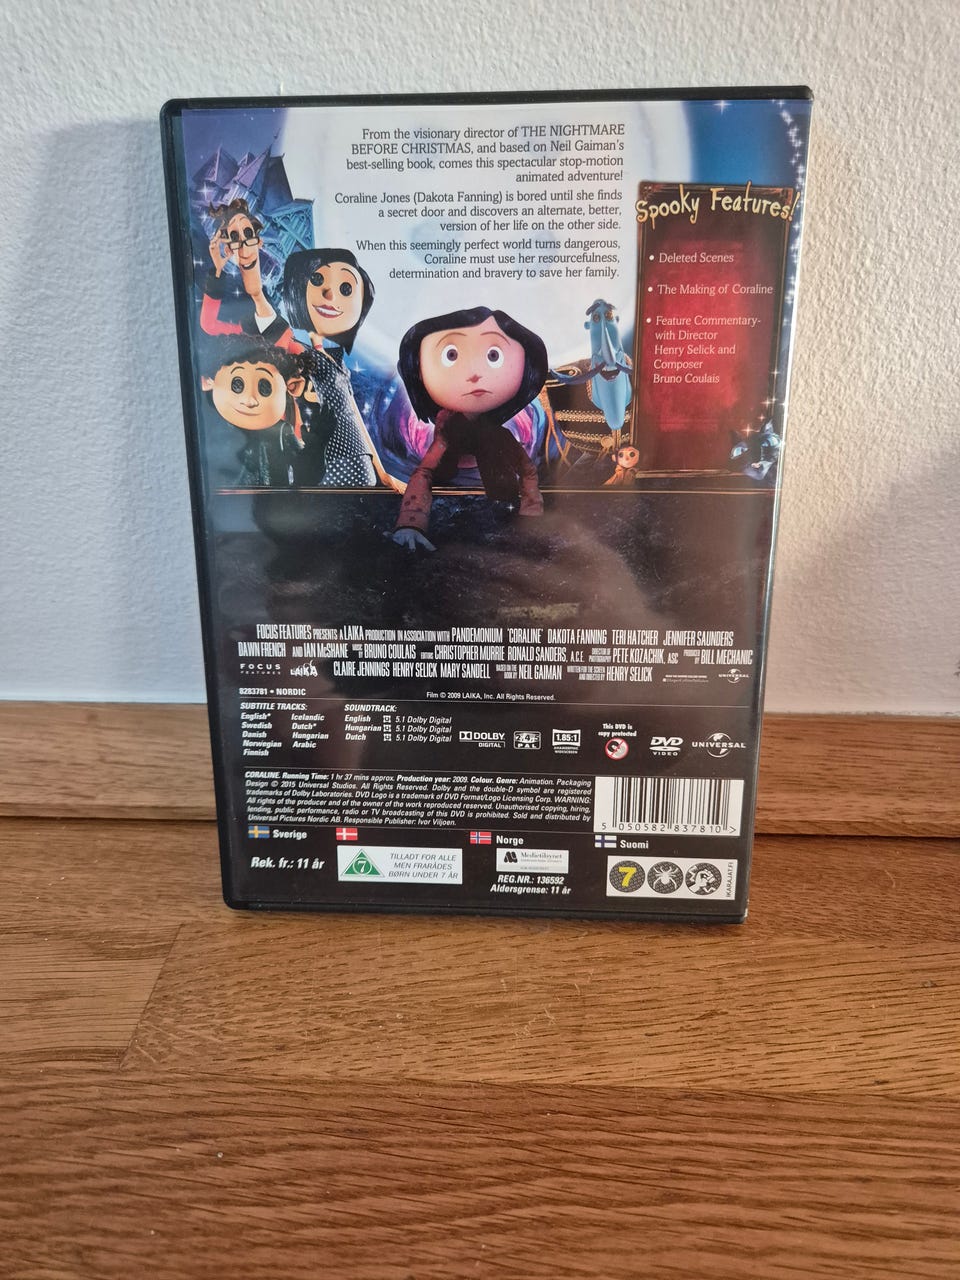 From the visionary director of THE NIGHTMARE
BEFORE CHRISTMAS, and based on Neil Gaiman's
best-selling book, comes this spectacular stop-motion
animated adventure!
Coraline Jones (Dakota Fanning) is bored until she finds
a secret door and discovers an alternate, better,
version of her life on the other side.
When this seemingly perfect world turns dangerous,
Coraline must use her resourcefulness,
determination and bravery to save her family.
Spooky Features!
• Deleted Scenes
• The Making of Coraline
• Feature Commentary-
with Director
Henry Selick and
Composer
Bruno Coulais
FOCUS FEATURES PRESENTS A LAIKA PRODUCTION IN ASSOCIATION WITH PANDEMONIUM 'CORALINE' DAKOTA FANNING TERI HATCHER JENNIFER SAUNDERS
DAWN FRENCH AND IAN McSHANE MUSIC BY BRUNO COULAIS EDITORS CHRISTOPHER MURRIE RONALD SANDERS, A.C.E. DIRECTOR OF PHOTOGRAPHY PETE KOZACHIK, ASC PRODUCED BY BILL MECHANIC
FOCUS FEATURES LAIKA CLAIRE JENNINGS HENRY SELICK MARY SANDELL BASED ON THE BOOK BY NEIL GAIMAN WRITTEN FOR THE SCREEN AND DIRECTED BY HENRY SELICK UNIVERSAL
8283781 • NORDIC
Film © 2009 LAIKA, Inc. All Rights Reserved.
SUBTITLE TRACKS:
English* Icelandic
Swedish Dutch*
Danish Hungarian
Norwegian Arabic
Finnish
SOUNDTRACK:
English 5.1 Dolby Digital
Hungarian 5.1 Dolby Digital
Dutch 5.1 Dolby Digital
DOLBY
DIGITAL
PAL
1.85:1
ANAMORPHIC
WIDESCREEN
This DVD is
copy protected
DVD
VIDEO
UNIVERSAL
CORALINE. Running Time: 1 hr 37 mins approx. Production year: 2009. Colour. Genre: Animation. Packaging
Design © 2015 Universal Studios. All Rights Reserved. Dolby and the double-D symbol are registered
trademarks of Dolby Laboratories. DVD Logo is a trademark of DVD Format/Logo Licensing Corp. WARNING:
All rights of the producer and of the owner of the work reproduced reserved. Unauthorised copying, hiring,
lending, public performance, radio or TV broadcasting of this DVD is prohibited. Sold and distributed by
Universal Pictures Nordic AB. Responsible Publisher: Ivor Viljoen.
5 050582 837810 >
Sverige
Rek. fr.: 11 år
7
TILLADT FOR ALLE
MEN FRARÅDES
BØRN UNDER 7 ÅR
Norge
Medietilsynet
REG.NR.: 136592
Aldersgrense: 11 år
Suomi
7
IKARAJAT.FI